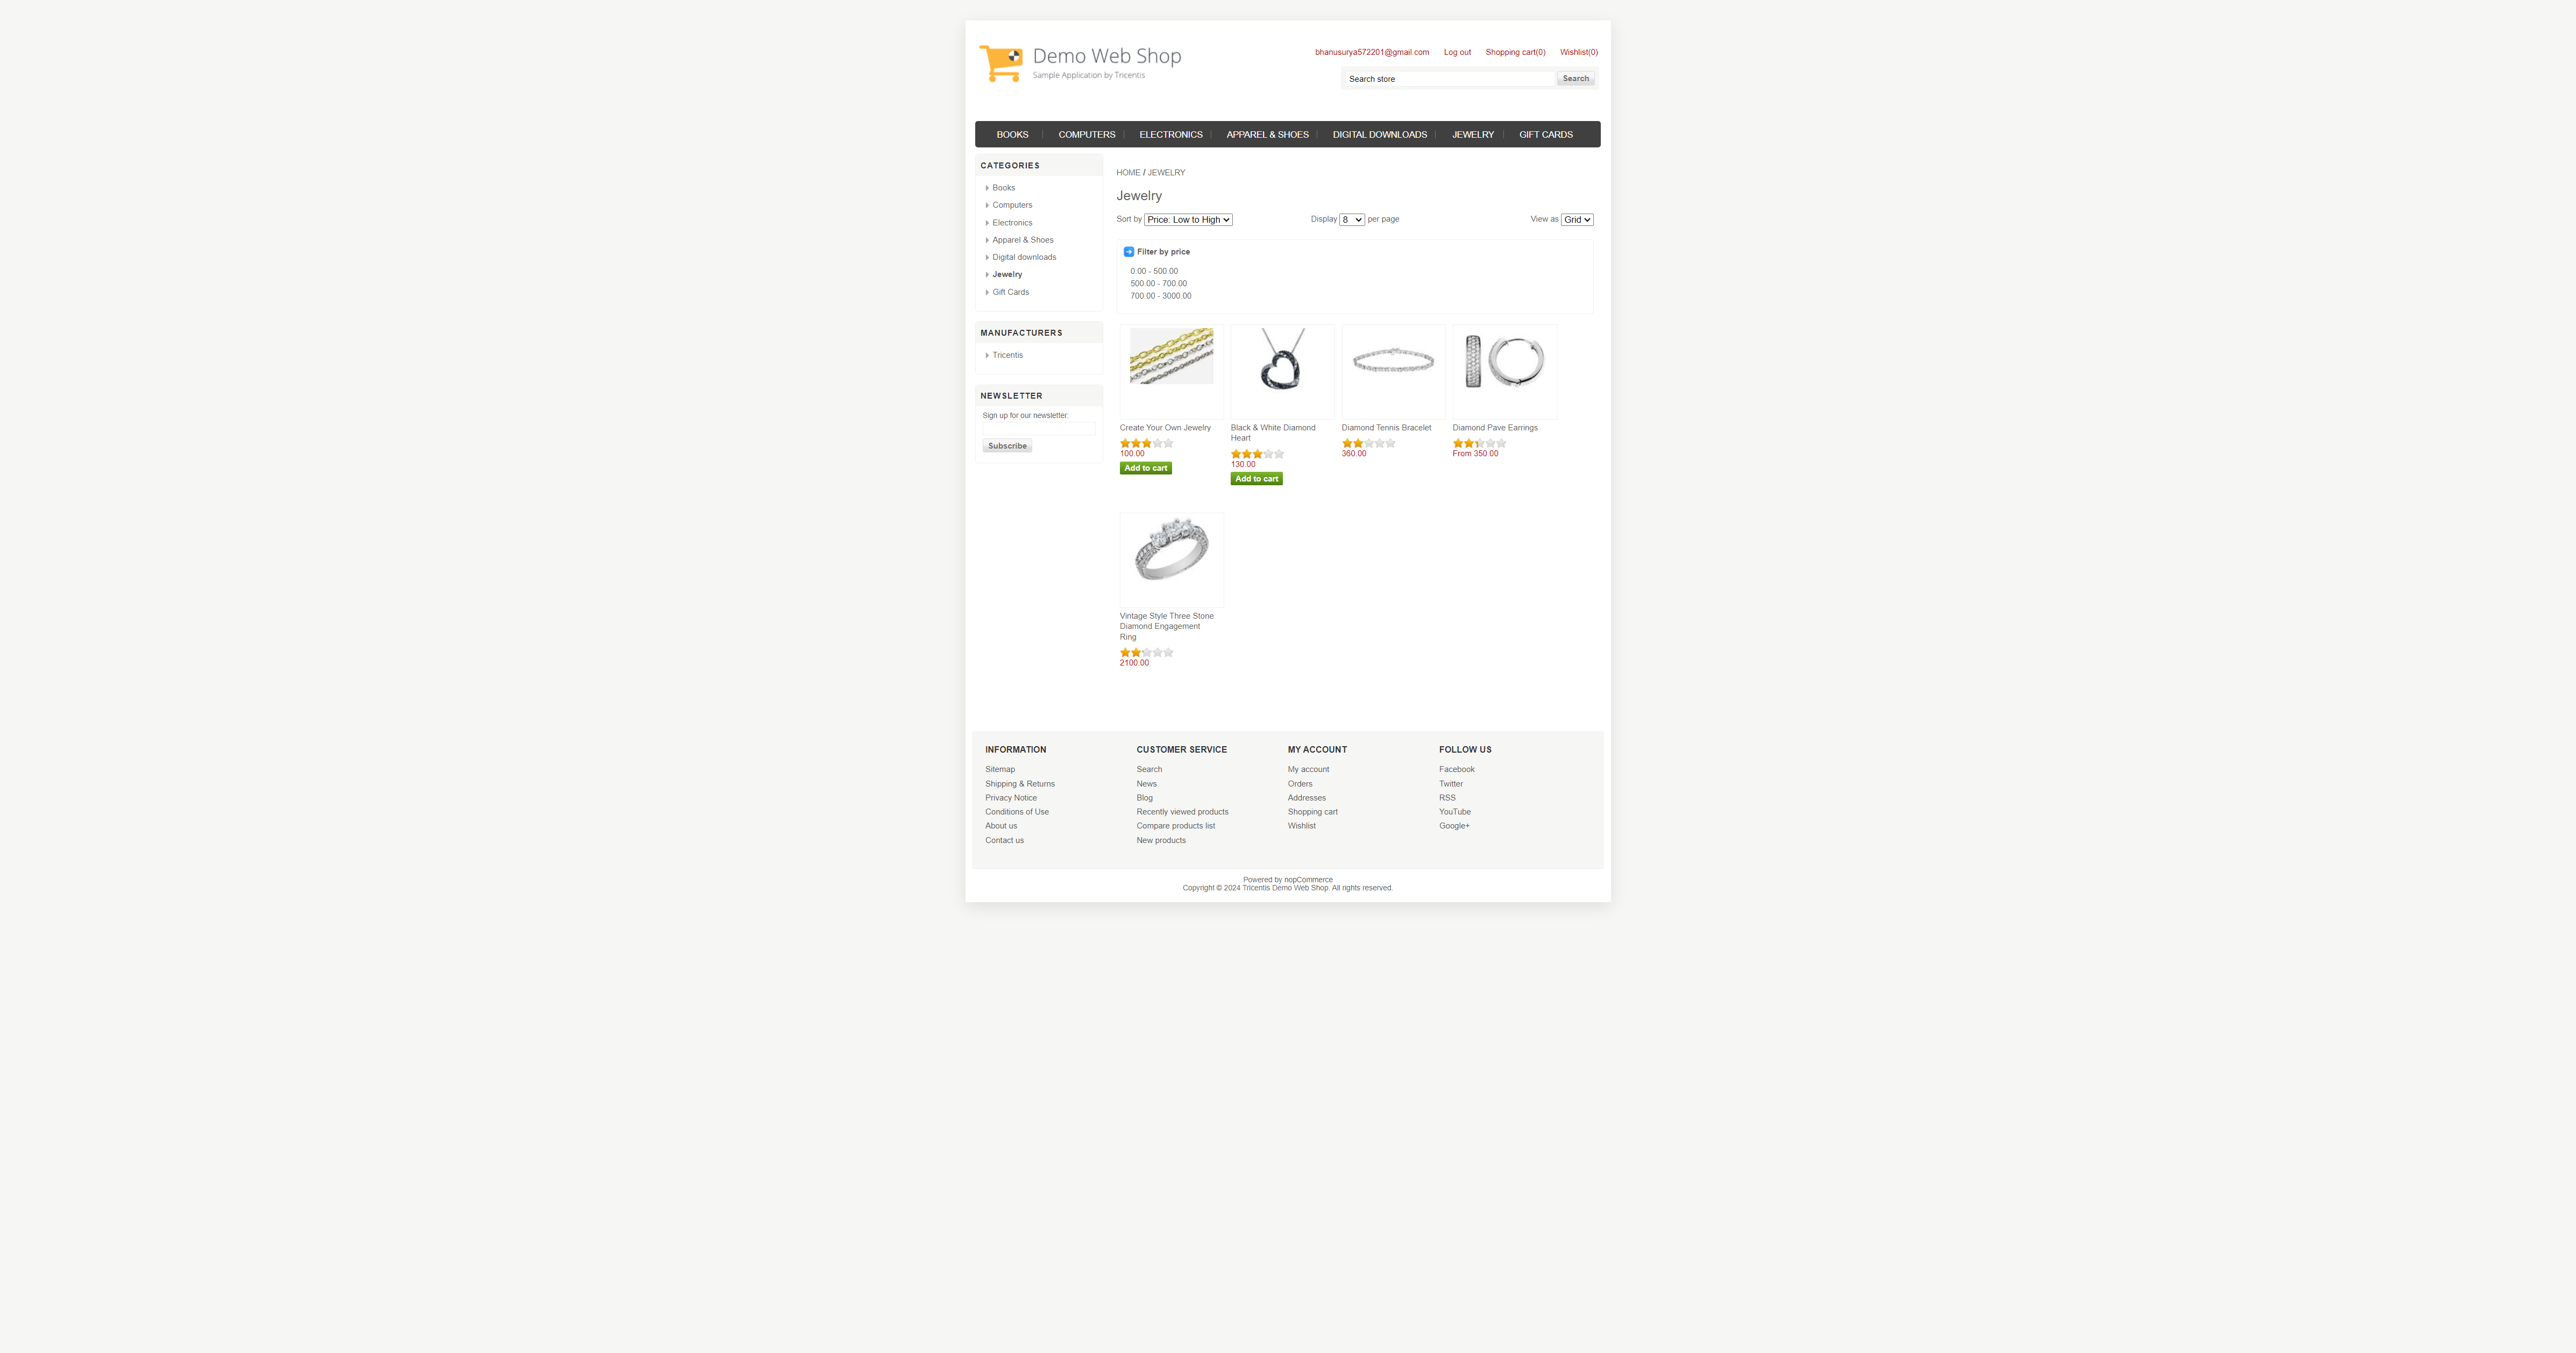 Demo Web Shop
Sample Application by Tricentis
bhanusurya572201@gmail.com Log out Shopping cart(0) Wishlist(0)
Search store Search
BOOKS COMPUTERS ELECTRONICS APPAREL & SHOES DIGITAL DOWNLOADS JEWELRY GIFT CARDS
CATEGORIES
Books
Computers
Electronics
Apparel & Shoes
Digital downloads
Jewelry
Gift Cards
MANUFACTURERS
Tricentis
NEWSLETTER
Sign up for our newsletter:
Subscribe
HOME / JEWELRY
Jewelry
Sort by Price: Low to High Display 8 per page View as Grid
Filter by price
0.00 - 500.00
500.00 - 700.00
700.00 - 3000.00
Create Your Own Jewelry
100.00
Add to cart
Black & White Diamond
Heart
130.00
Add to cart
Diamond Tennis Bracelet
360.00
Diamond Pave Earrings
From 350.00
Vintage Style Three Stone
Diamond Engagement
Ring
2100.00
INFORMATION
Sitemap
Shipping & Returns
Privacy Notice
Conditions of Use
About us
Contact us
CUSTOMER SERVICE
Search
News
Blog
Recently viewed products
Compare products list
New products
MY ACCOUNT
My account
Orders
Addresses
Shopping cart
Wishlist
FOLLOW US
Facebook
Twitter
RSS
YouTube
Google+
Powered by nopCommerce
Copyright © 2024 Tricentis Demo Web Shop. All rights reserved.